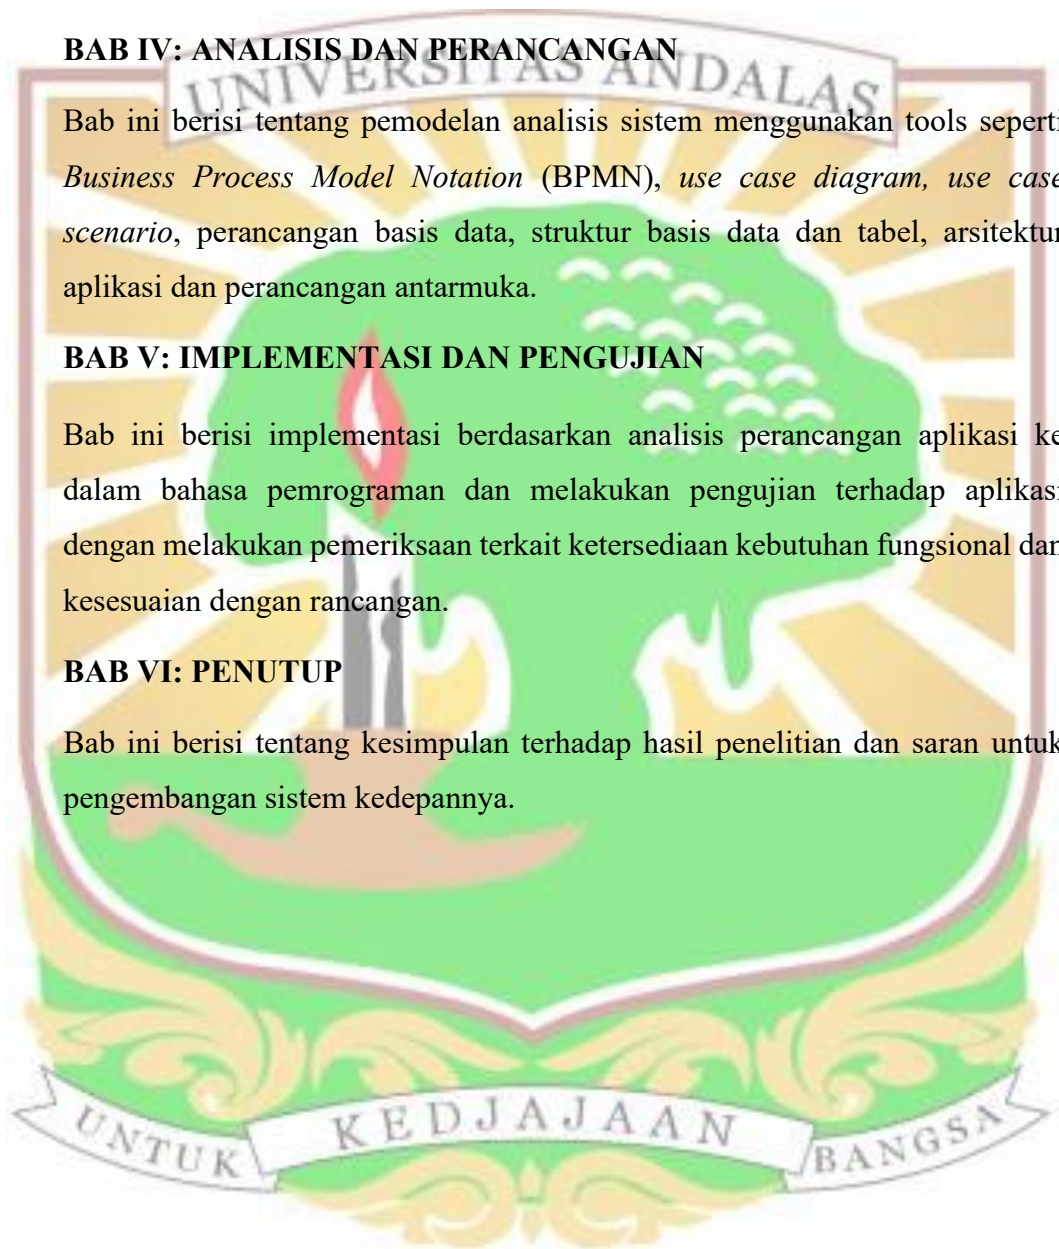 BAB IV: ANALISIS DAN PERANCANGAN
UNIVERSITAS ANDALAS
Bab ini berisi tentang pemodelan analisis sistem menggunakan tools seperti
Business Process Model Notation (BPMN), use case diagram, use case
scenario, perancangan basis data, struktur basis data dan tabel, arsitektur
aplikasi dan perancangan antarmuka.
BAB V: IMPLEMENTASI DAN PENGUJIAN
Bab ini berisi implementasi berdasarkan analisis perancangan aplikasi ke
dalam bahasa pemrograman dan melakukan pengujian terhadap aplikasi
dengan melakukan pemeriksaan terkait ketersediaan kebutuhan fungsional dan
kesesuaian dengan rancangan.
BAB VI: PENUTUP
Bab ini berisi tentang kesimpulan terhadap hasil penelitian dan saran untuk
pengembangan sistem kedepannya.
UNTUK KEDJAJAAN BANGSA